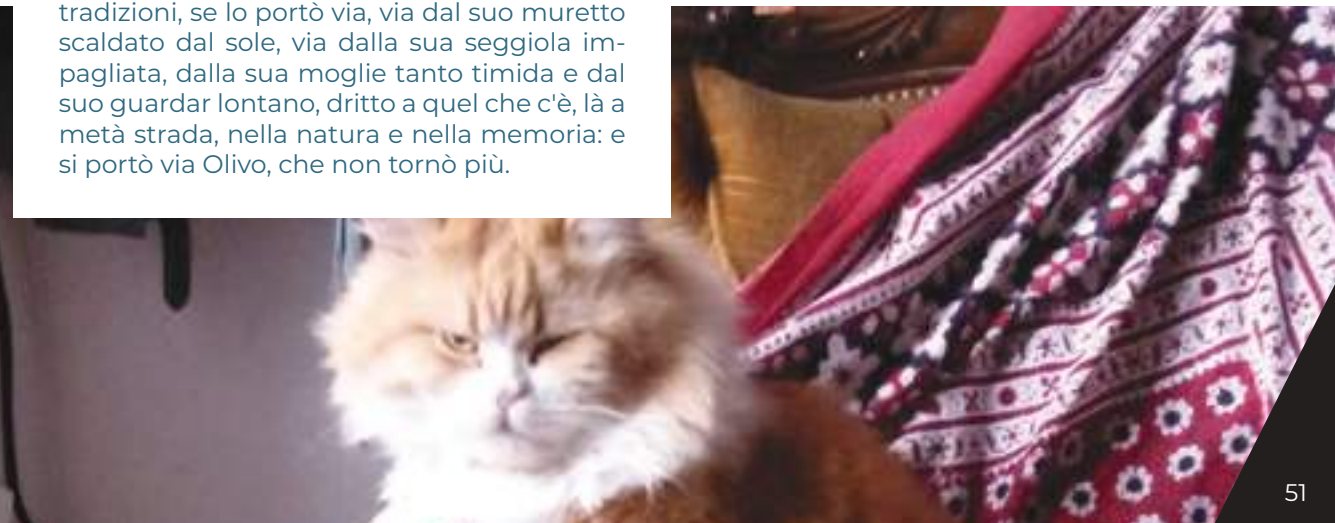 tradizioni, se lo portò via, via dal suo muretto
scaldato dal sole, via dalla sua seggiola im-
pagliata, dalla sua moglie tanto timida e dal
suo guardar lontano, dritto a quel che c'è, là a
metà strada, nella natura e nella memoria: e
si portò via Olivo, che non tornò più.
51